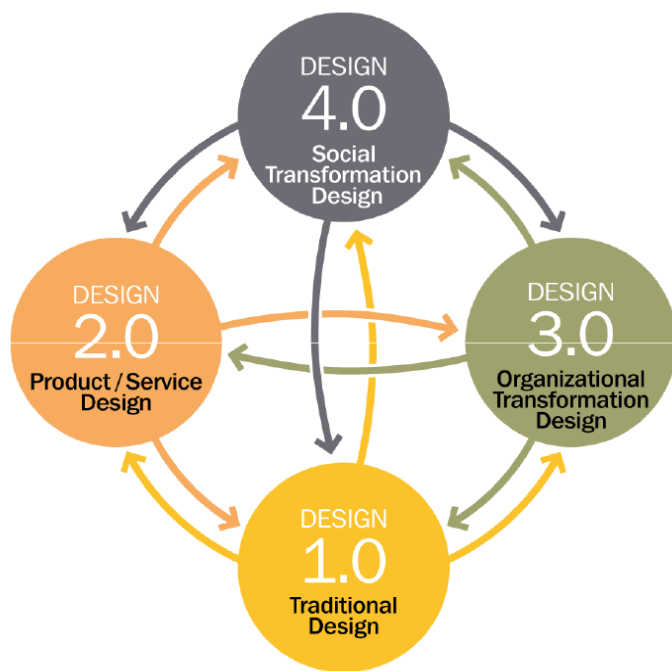 DESIGN
4.0
Social
Transformation
Design
DESIGN
2.0
Product / Service
Design
DESIGN
3.0
Organizational
Transformation
Design
DESIGN
1.0
Traditional
Design